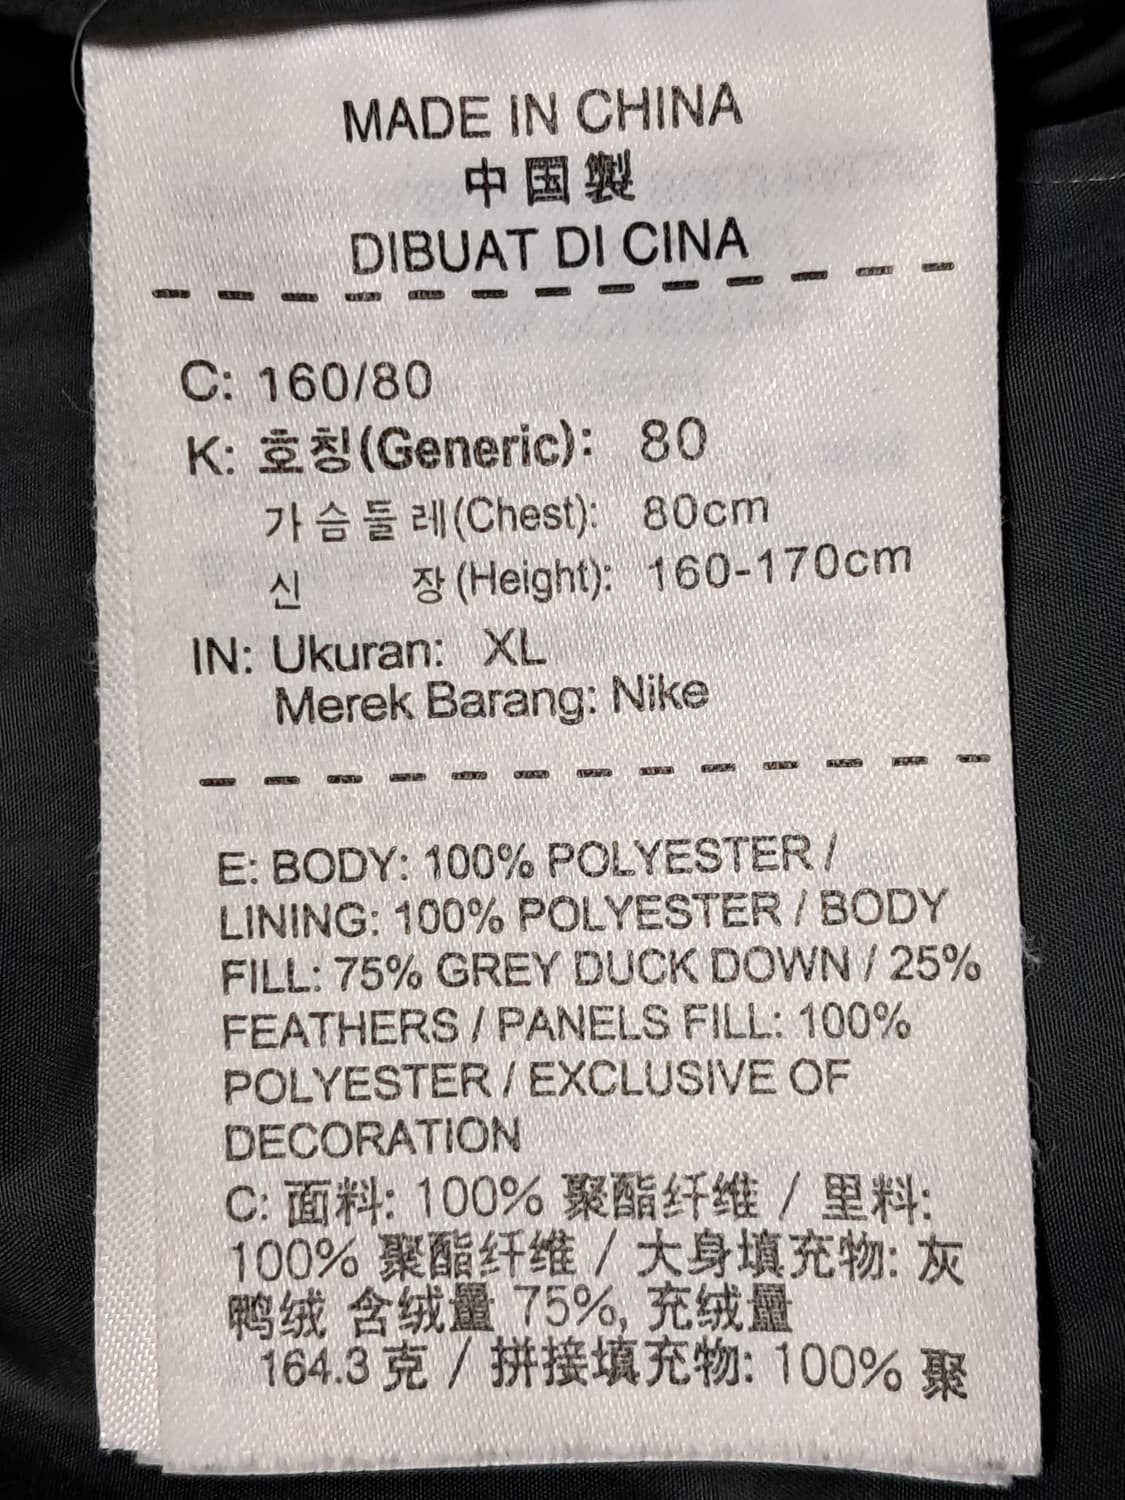 MADE IN CHINA
中国製
DIBUAT DI CINA
C: 160/80
K: 호칭(Generic): 80
가슴둘레(Chest): 80cm
신 장(Height): 160-170cm
IN: Ukuran: XL
Merek Barang: Nike
E: BODY: 100% POLYESTER /
LINING: 100% POLYESTER / BODY
FILL: 75% GREY DUCK DOWN / 25%
FEATHERS / PANELS FILL: 100%
POLYESTER / EXCLUSIVE OF
DECORATION
C: 面料: 100% 聚酯纤维 / 里料:
100% 聚酯纤维 / 大身填充物: 灰
鸭绒 含绒量 75%, 充绒量
164.3克 / 拼接填充物: 100% 聚